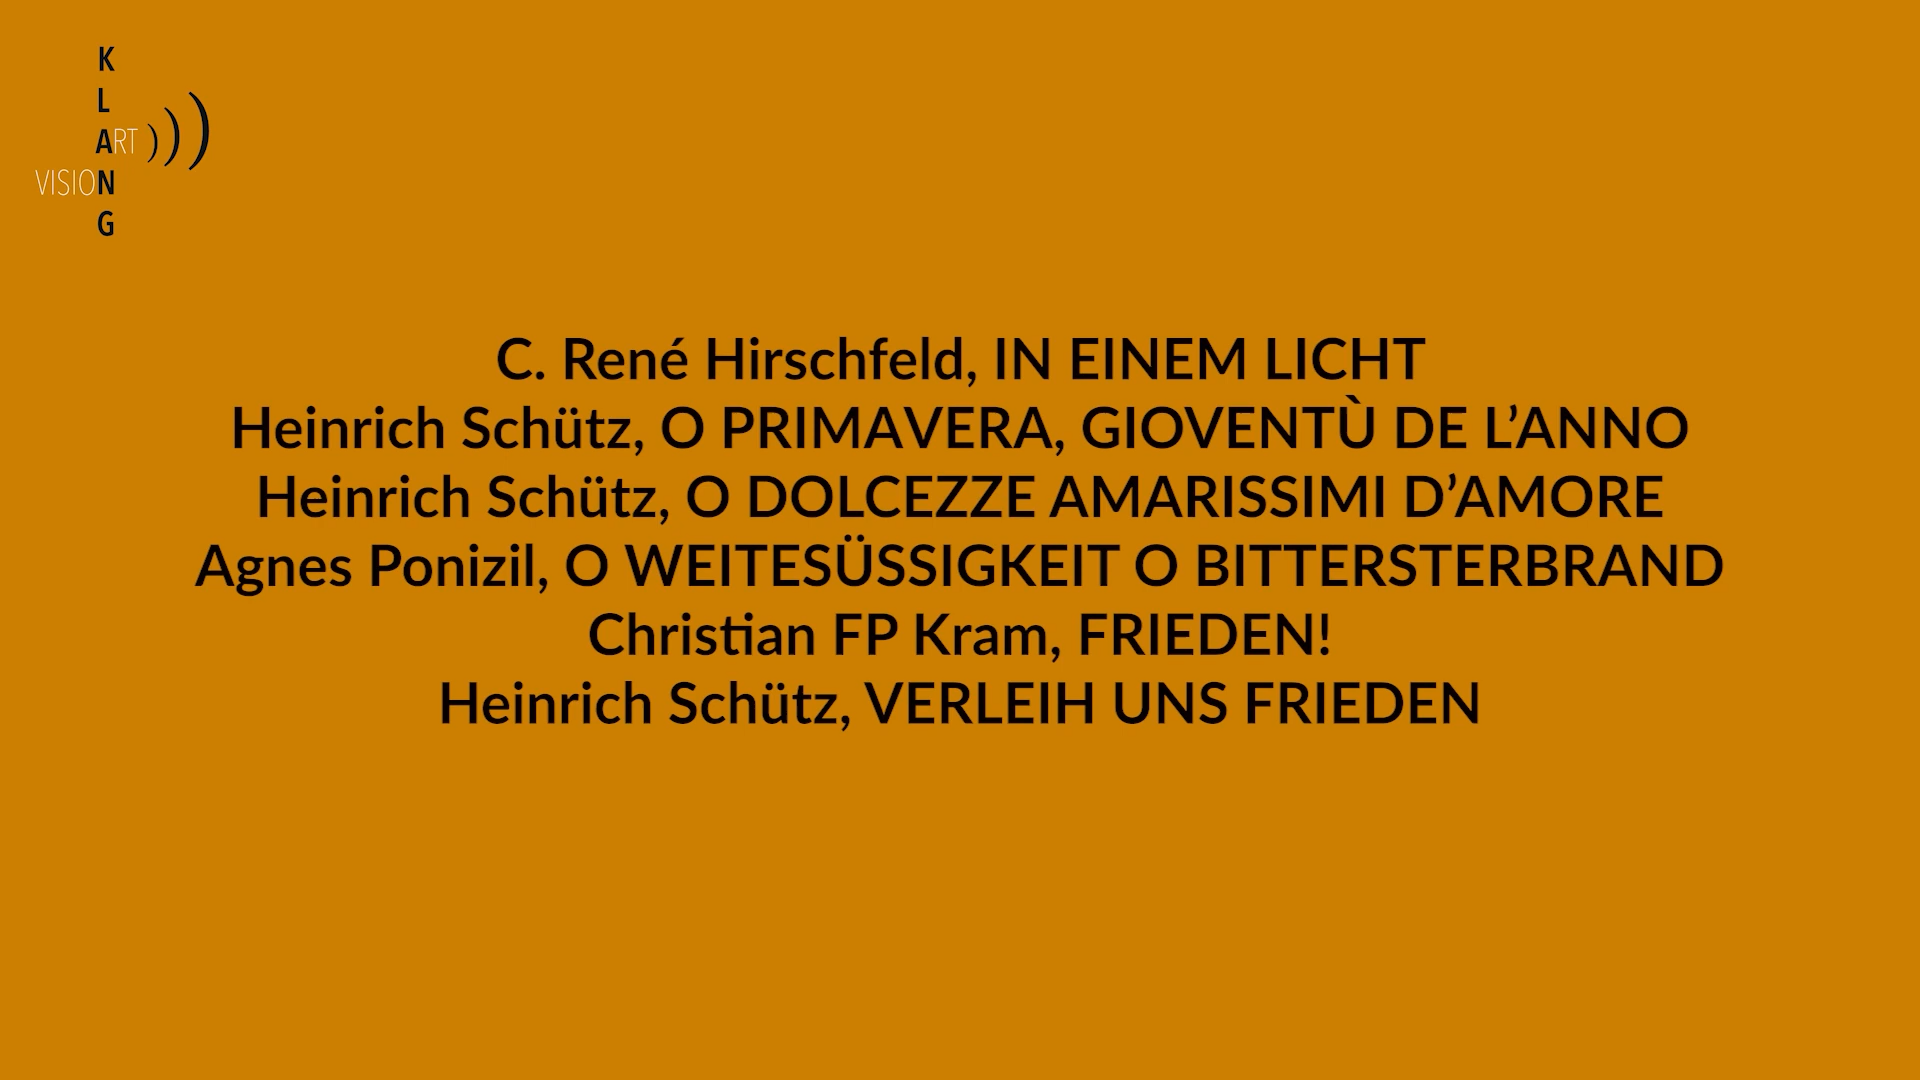 KLANG
ART )))
VISION
C. René Hirschfeld, IN EINEM LICHT
Heinrich Schütz, O PRIMAVERA, GIOVENTÙ DE L’ANNO
Heinrich Schütz, O DOLCEZZE AMARISSIMI D’AMORE
Agnes Ponizil, O WEITESÜSSIGKEIT O BITTERSTERBRAND
Christian FP Kram, FRIEDEN!
Heinrich Schütz, VERLEIH UNS FRIEDEN